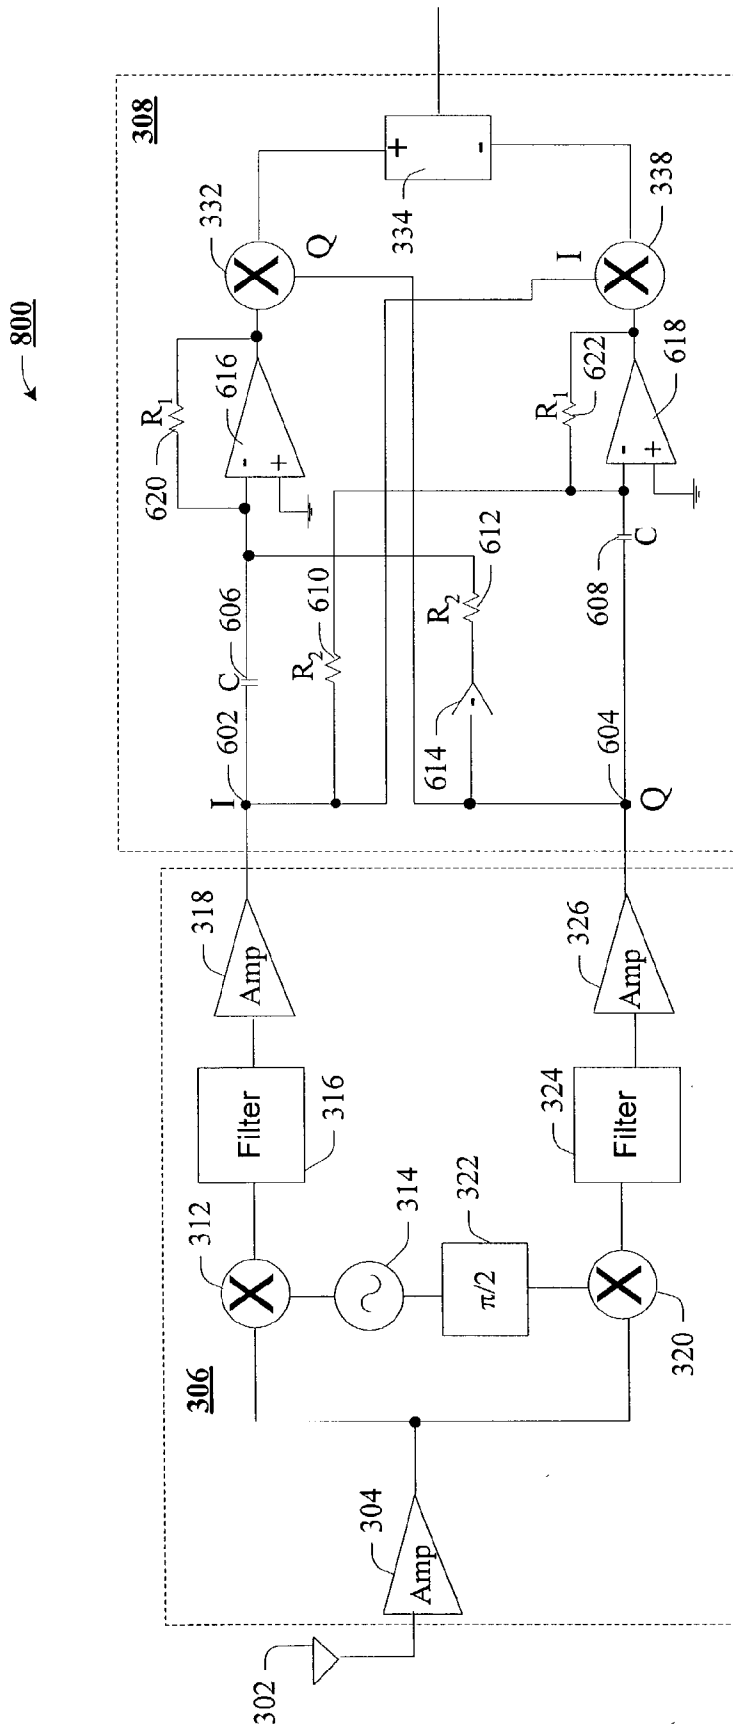 800
308
306
302
304
Amp
312
314
π/2
322
320
Filter
316
Filter
324
Amp
318
Amp
326
I
602
C
606
R2
610
614
-
R2
612
604
Q
608
C
620
R1
-
+
616
R1
622
-
+
618
332
Q
I
338
334
+
-